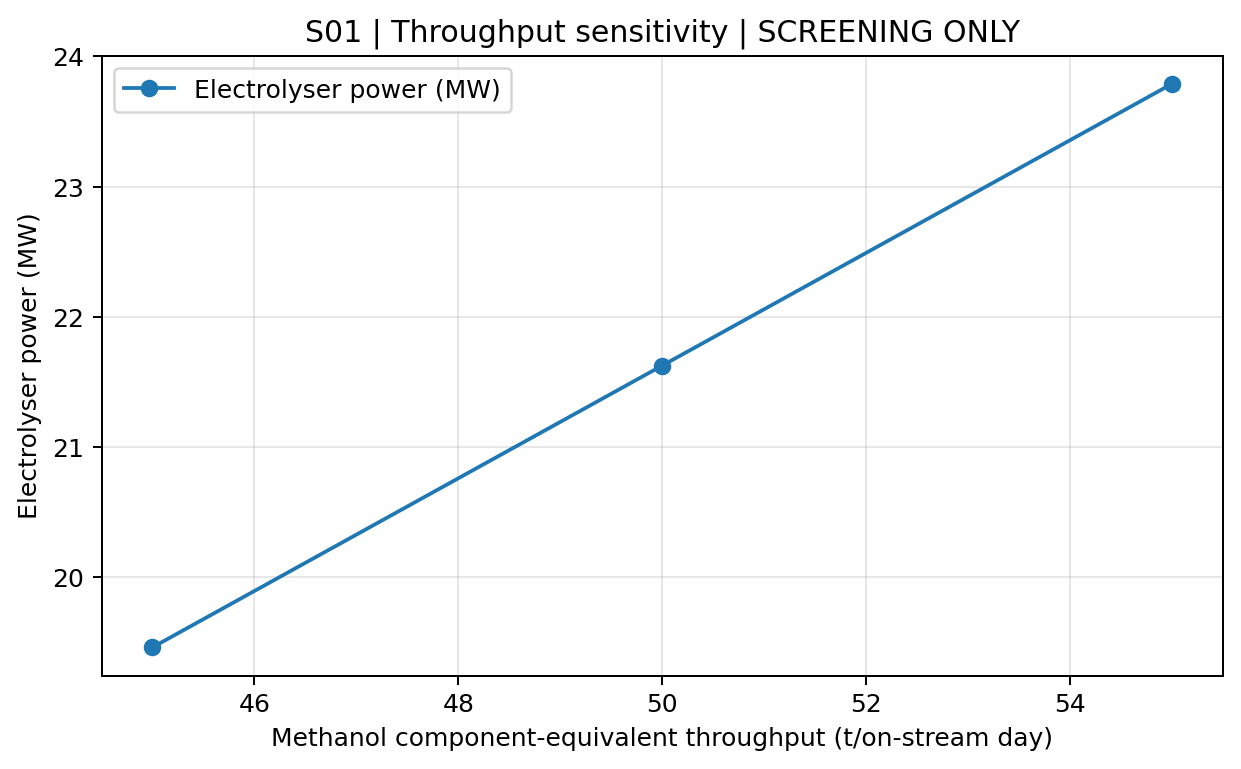 S01 | Throughput sensitivity | SCREENING ONLY
Electrolyser power (MW)
Electrolyser power (MW)
24
23
22
21
20
46 48 50 52 54
Methanol component-equivalent throughput (t/on-stream day)